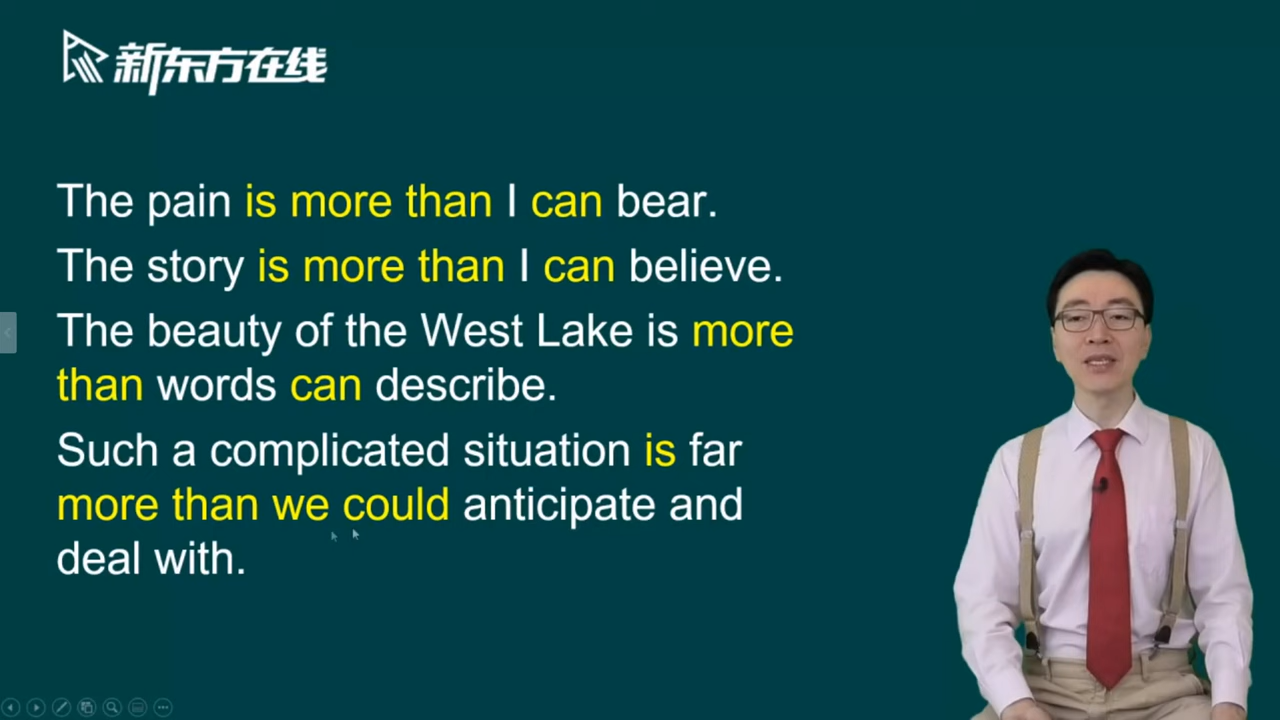 新东方在线
The pain is more than I can bear.
The story is more than I can believe.
The beauty of the West Lake is more
than words can describe.
Such a complicated situation is far
more than we could anticipate and
deal with.